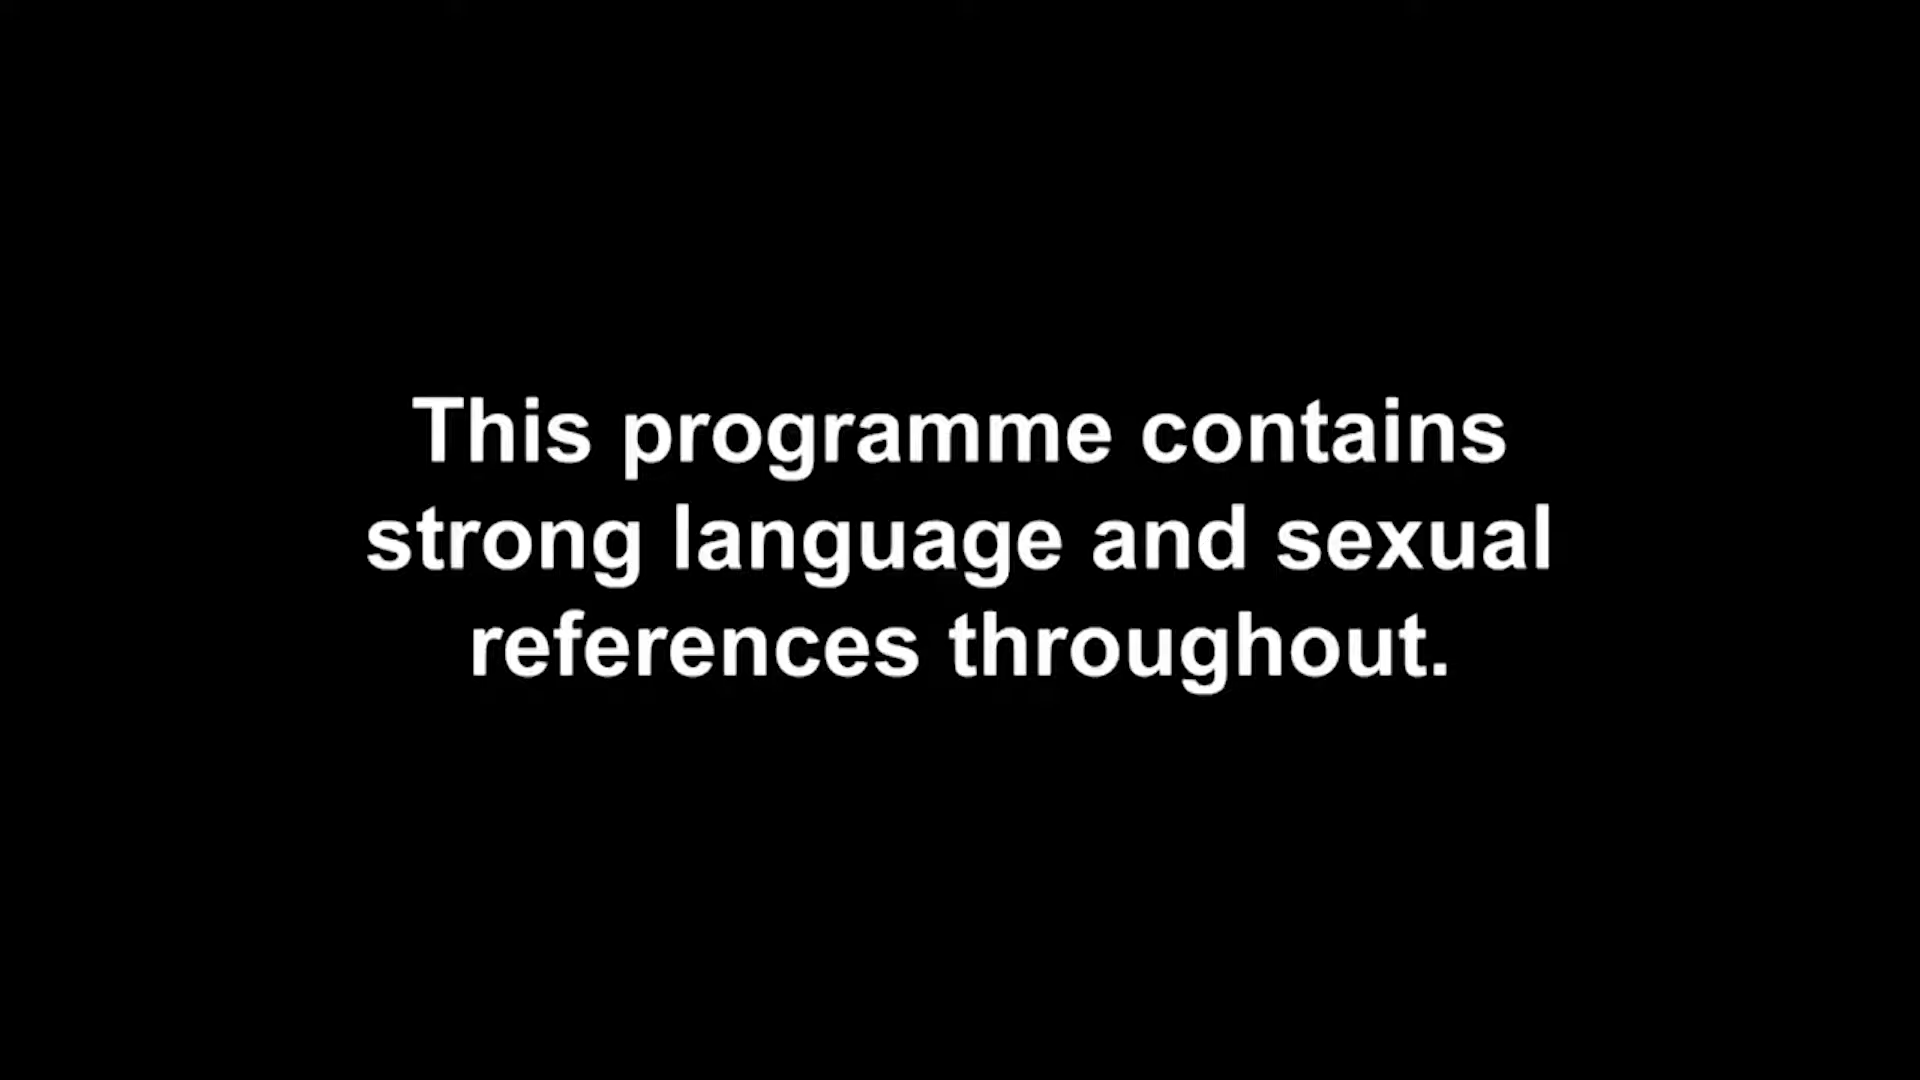 This programme contains
strong language and sexual
references throughout.